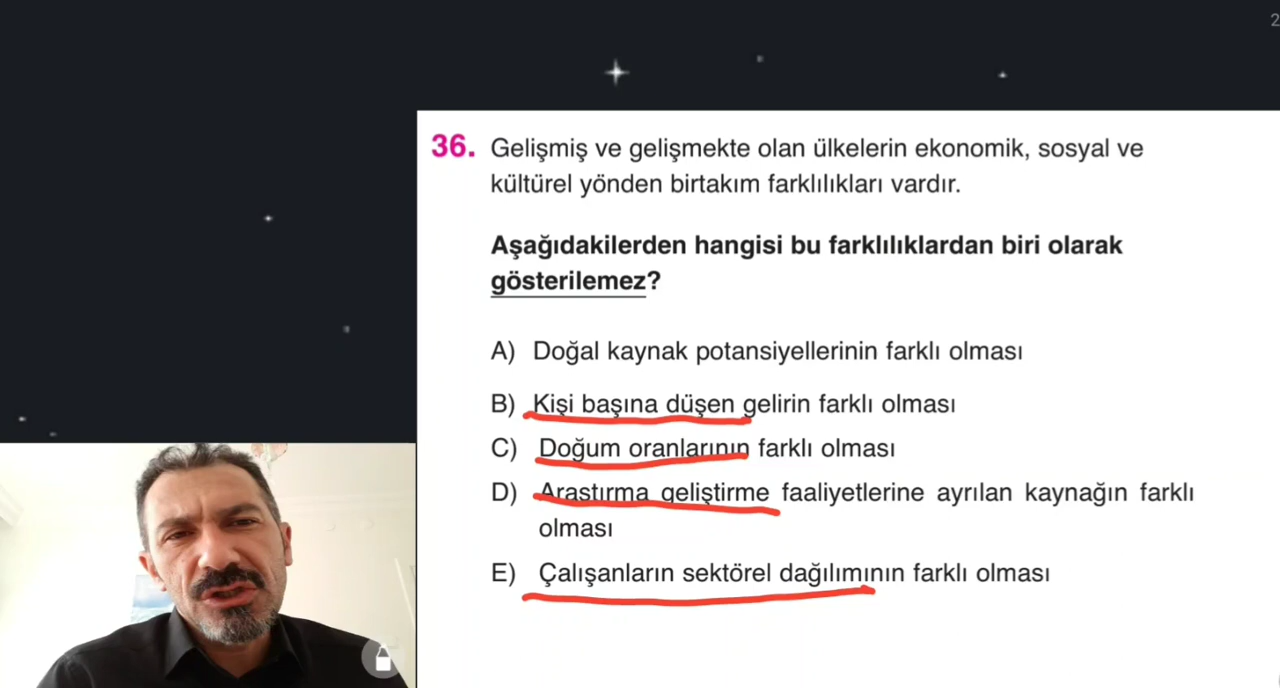 2
36. Gelişmiş ve gelişmekte olan ülkelerin ekonomik, sosyal ve
kültürel yönden birtakım farklılıkları vardır.
Aşağıdakilerden hangisi bu farklılıklardan biri olarak
gösterilemez?
A) Doğal kaynak potansiyellerinin farklı olması
B) Kişi başına düşen gelirin farklı olması
C) Doğum oranlarının farklı olması
D) Araştırma geliştirme faaliyetlerine ayrılan kaynağın farklı
olması
E) Çalışanların sektörel dağılımının farklı olması